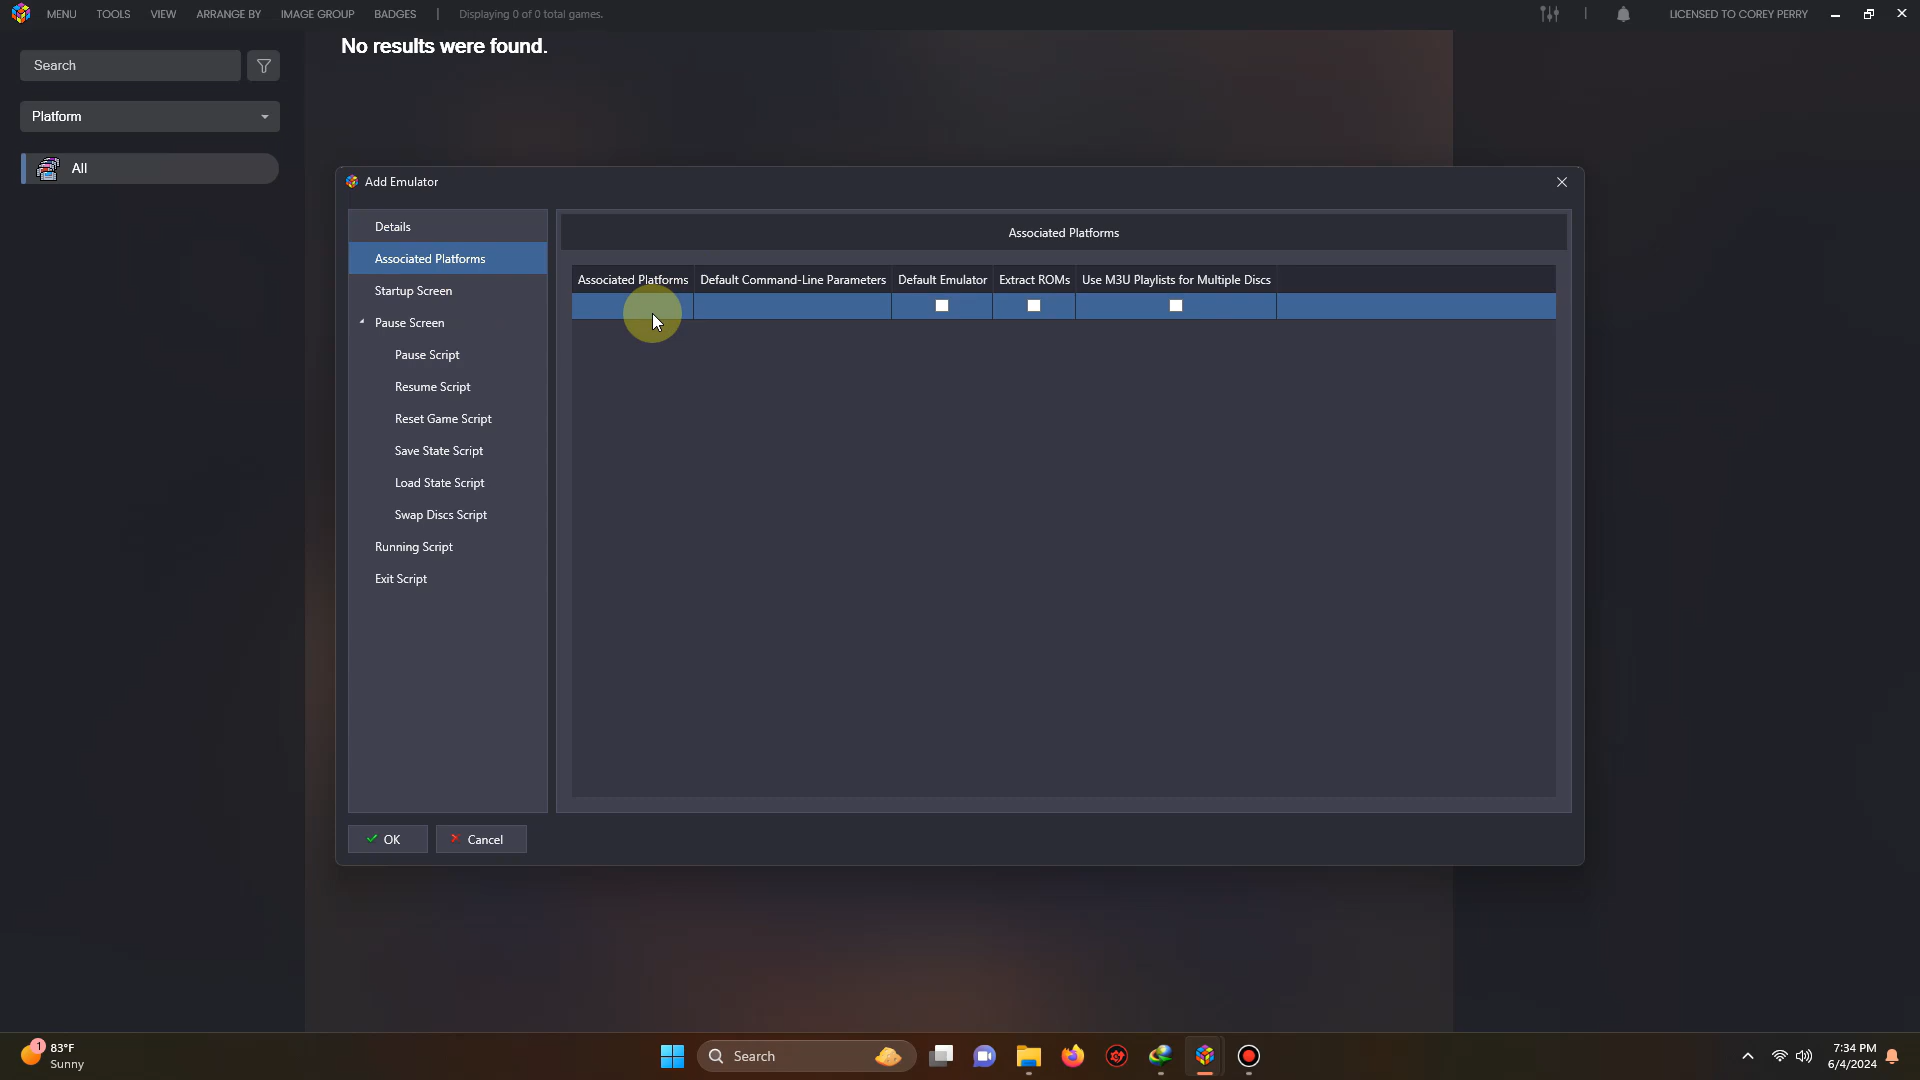 MENU TOOLS VIEW ARRANGE BY IMAGE GROUP BADGES | Displaying 0 of 0 total games. | LICENSED TO COREY PERRY
No results were found.
Search
Platform
All
Add Emulator
Details
Associated Platforms
Startup Screen
Pause Screen
Pause Script
Resume Script
Reset Game Script
Save State Script
Load State Script
Swap Discs Script
Running Script
Exit Script
Associated Platforms
Associated Platforms Default Command-Line Parameters Default Emulator Extract ROMs Use M3U Playlists for Multiple Discs
OK Cancel
1
83°F
Sunny
Search
7:34 PM
6/4/2024